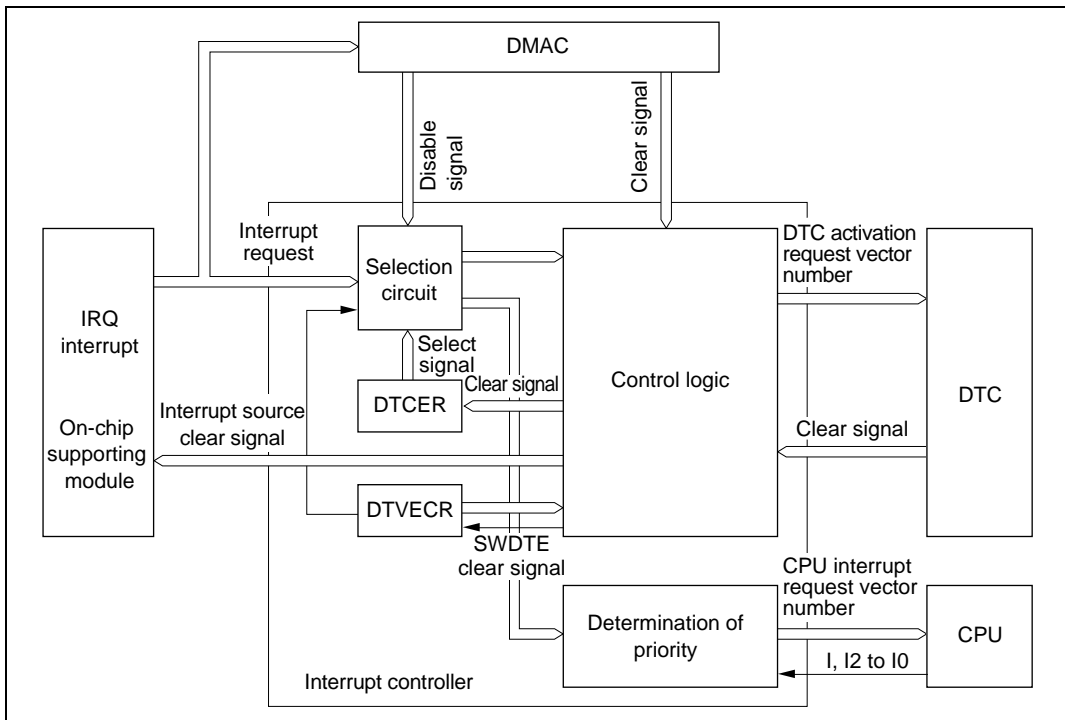 DMAC
Disable
signal
Clear signal
Interrupt
request
Selection
circuit
DTC activation
request vector
number
IRQ
interrupt
On-chip
supporting
module
Select
signal
Clear signal
DTCER
Control logic
DTC
Interrupt source
clear signal
Clear signal
DTVECR
SWDTE
clear signal
CPU interrupt
request vector
number
Determination of
priority
CPU
I, I2 to I0
Interrupt controller